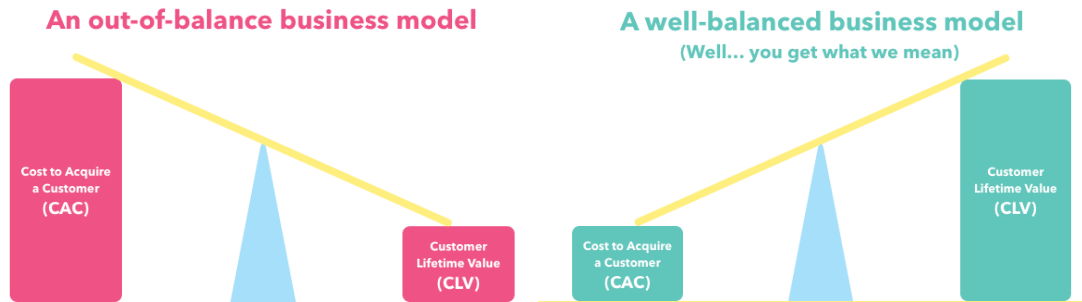 An out-of-balance business model
Cost to Acquire
a Customer
(CAC)
Customer
Lifetime Value
(CLV)
A well-balanced business model
(Well... you get what we mean)
Cost to Acquire
a Customer
(CAC)
Customer
Lifetime Value
(CLV)